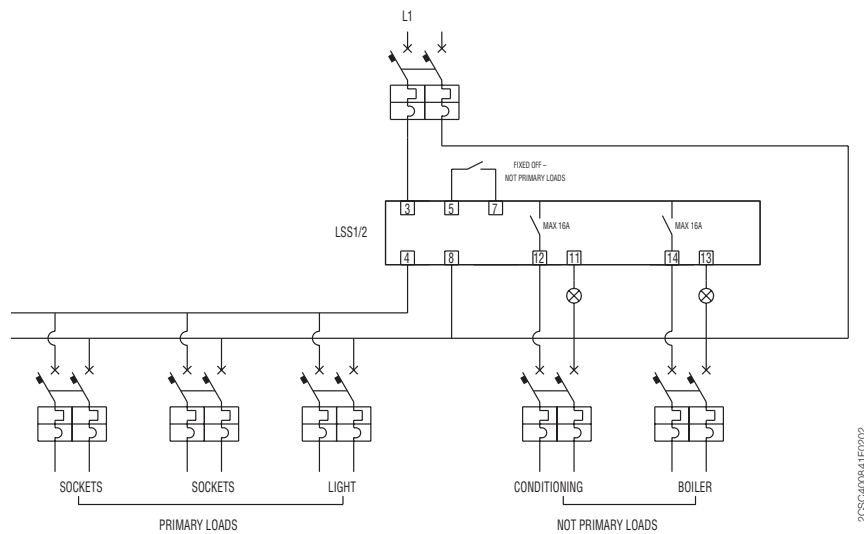 L1
FIXED OFF –
NOT PRIMARY LOADS
3 5 7
LSS1/2
MAX 16A MAX 16A
4 8 12 11 14 13
SOCKETS SOCKETS LIGHT CONDITIONING BOILER
PRIMARY LOADS NOT PRIMARY LOADS
2CSC400841F0202